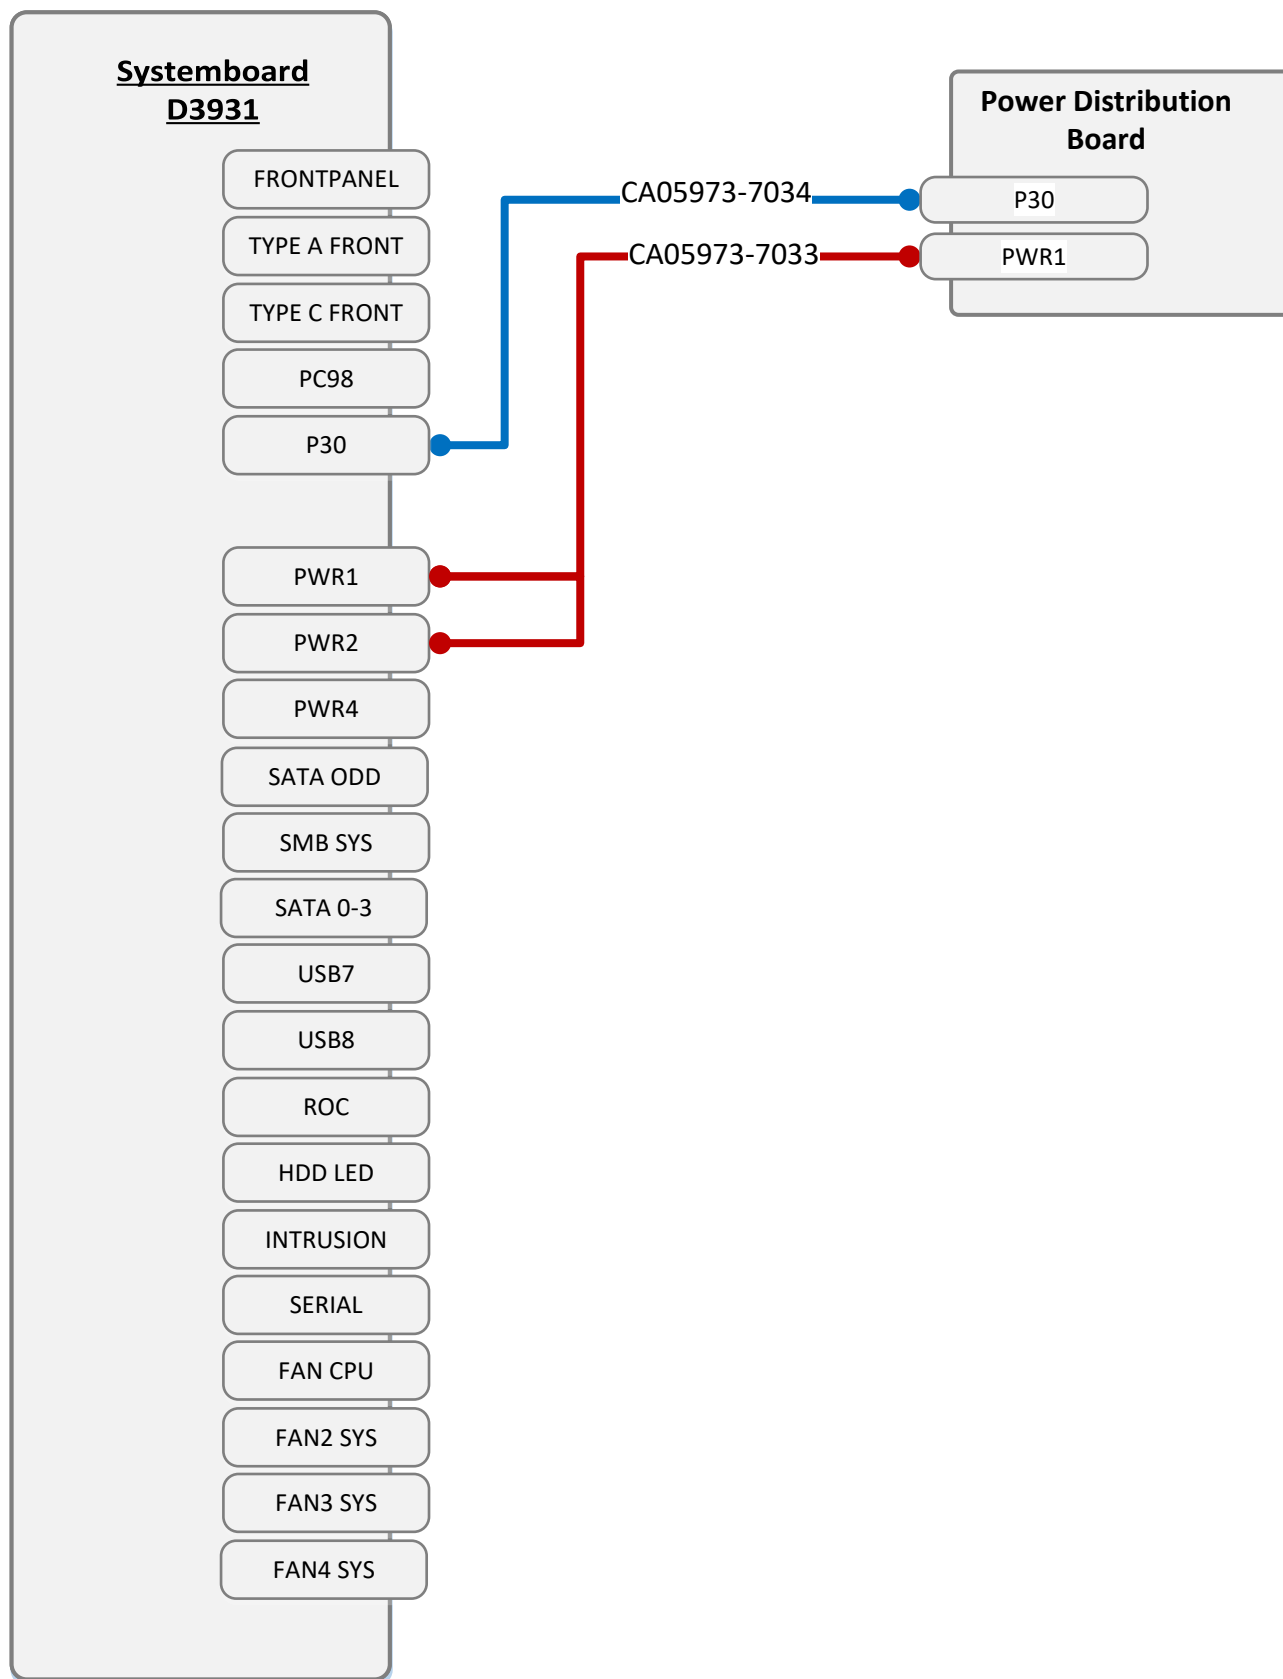 Systemboard
D3931
FRONTPANEL
TYPE A FRONT
TYPE C FRONT
PC98
P30
PWR1
PWR2
PWR4
SATA ODD
SMB SYS
SATA 0-3
USB7
USB8
ROC
HDD LED
INTRUSION
SERIAL
FAN CPU
FAN2 SYS
FAN3 SYS
FAN4 SYS
CA05973-7034
CA05973-7033
Power Distribution
Board
P30
PWR1